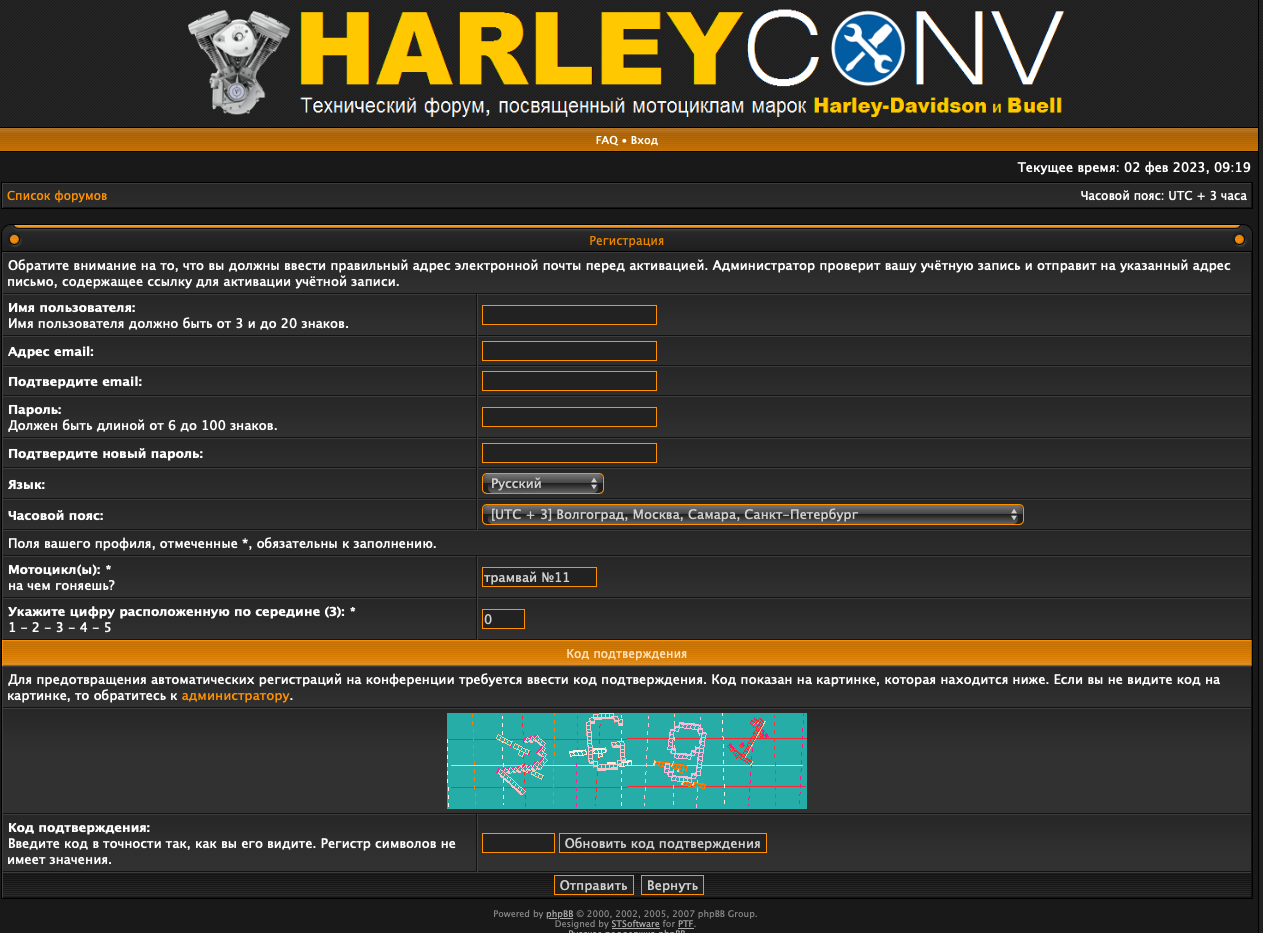 HARLEYCONV
Технический форум, посвященный мотоциклам марок Harley-Davidson и Buell
FAQ • Вход
Текущее время: 02 фев 2023, 09:19
Список форумов
Часовой пояс: UTC + 3 часа
Регистрация
Обратите внимание на то, что вы должны ввести правильный адрес электронной почты перед активацией. Администратор проверит вашу учётную запись и отправит на указанный адрес
письмо, содержащее ссылку для активации учётной записи.
Имя пользователя:
Имя пользователя должно быть от 3 и до 20 знаков.
Адрес email:
Подтвердите email:
Пароль:
Должен быть длиной от 6 до 100 знаков.
Подтвердите новый пароль:
Язык:
Русский
Часовой пояс:
[UTC + 3] Волгоград, Москва, Самара, Санкт-Петербург
Поля вашего профиля, отмеченные *, обязательны к заполнению.
Мотоцикл(ы): *
на чем гоняешь?
трамвай №11
Укажите цифру расположенную по середине (3): *
1 – 2 – 3 – 4 – 5
0
Код подтверждения
Для предотвращения автоматических регистраций на конференции требуется ввести код подтверждения. Код показан на картинке, которая находится ниже. Если вы не видите код на
картинке, то обратитесь к администратору.
Код подтверждения:
Введите код в точности так, как вы его видите. Регистр символов не
имеет значения.
Обновить код подтверждения
Отправить
Вернуть
Powered by phpBB © 2000, 2002, 2005, 2007 phpBB Group.
Designed by STSoftware for PTF.